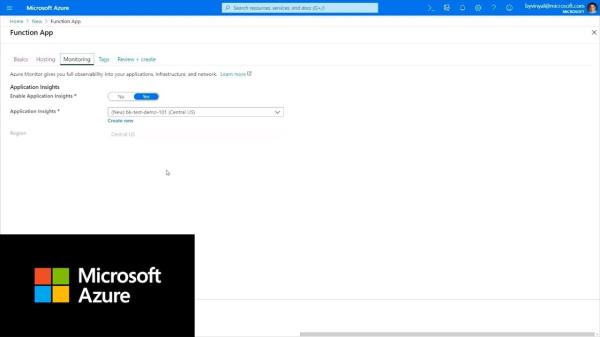 Microsoft Azure
Search resources, services, and docs (G+/)
byvinyal@microsoft.com
MICROSOFT
Home > New > Function App
Function App
Basics Hosting Monitoring Tags Review + create
Azure Monitor gives you full observability into your applications, infrastructure, and network. Learn more
Application Insights
Enable Application Insights *
No Yes
Application Insights *
(New) bk-test-demo-101 (Central US)
Create new
Region
Central US
Microsoft
Azure